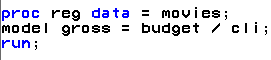 proc reg data = movies;
model gross = budget / cli;
run;